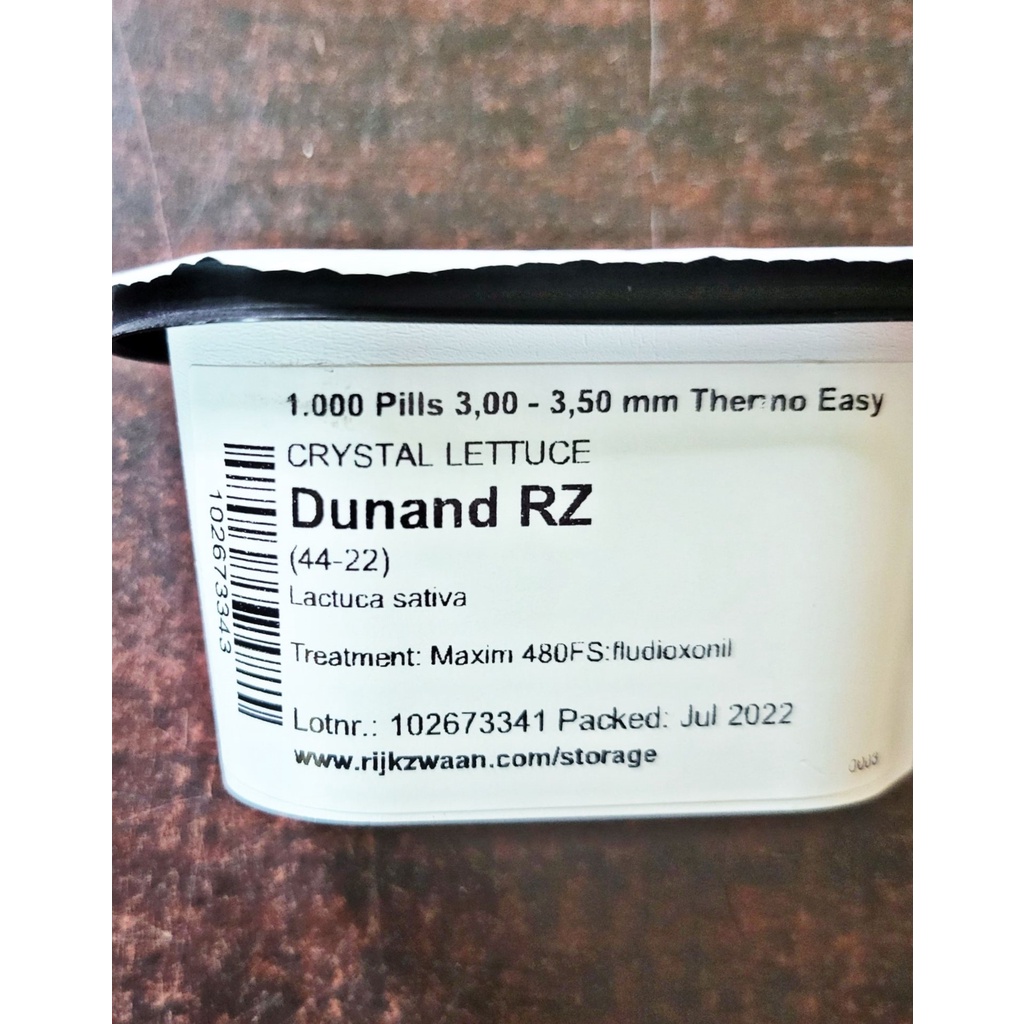 1.000 Pills 3,00 - 3,50 mm Thermo Easy
CRYSTAL LETTUCE
Dunand RZ
(44-22)
Lactuca sativa
Treatment: Maxim 480FS:fludioxonil
Lotnr.: 102673341 Packed: Jul 2022
www.rijkzwaan.com/storage
102673343